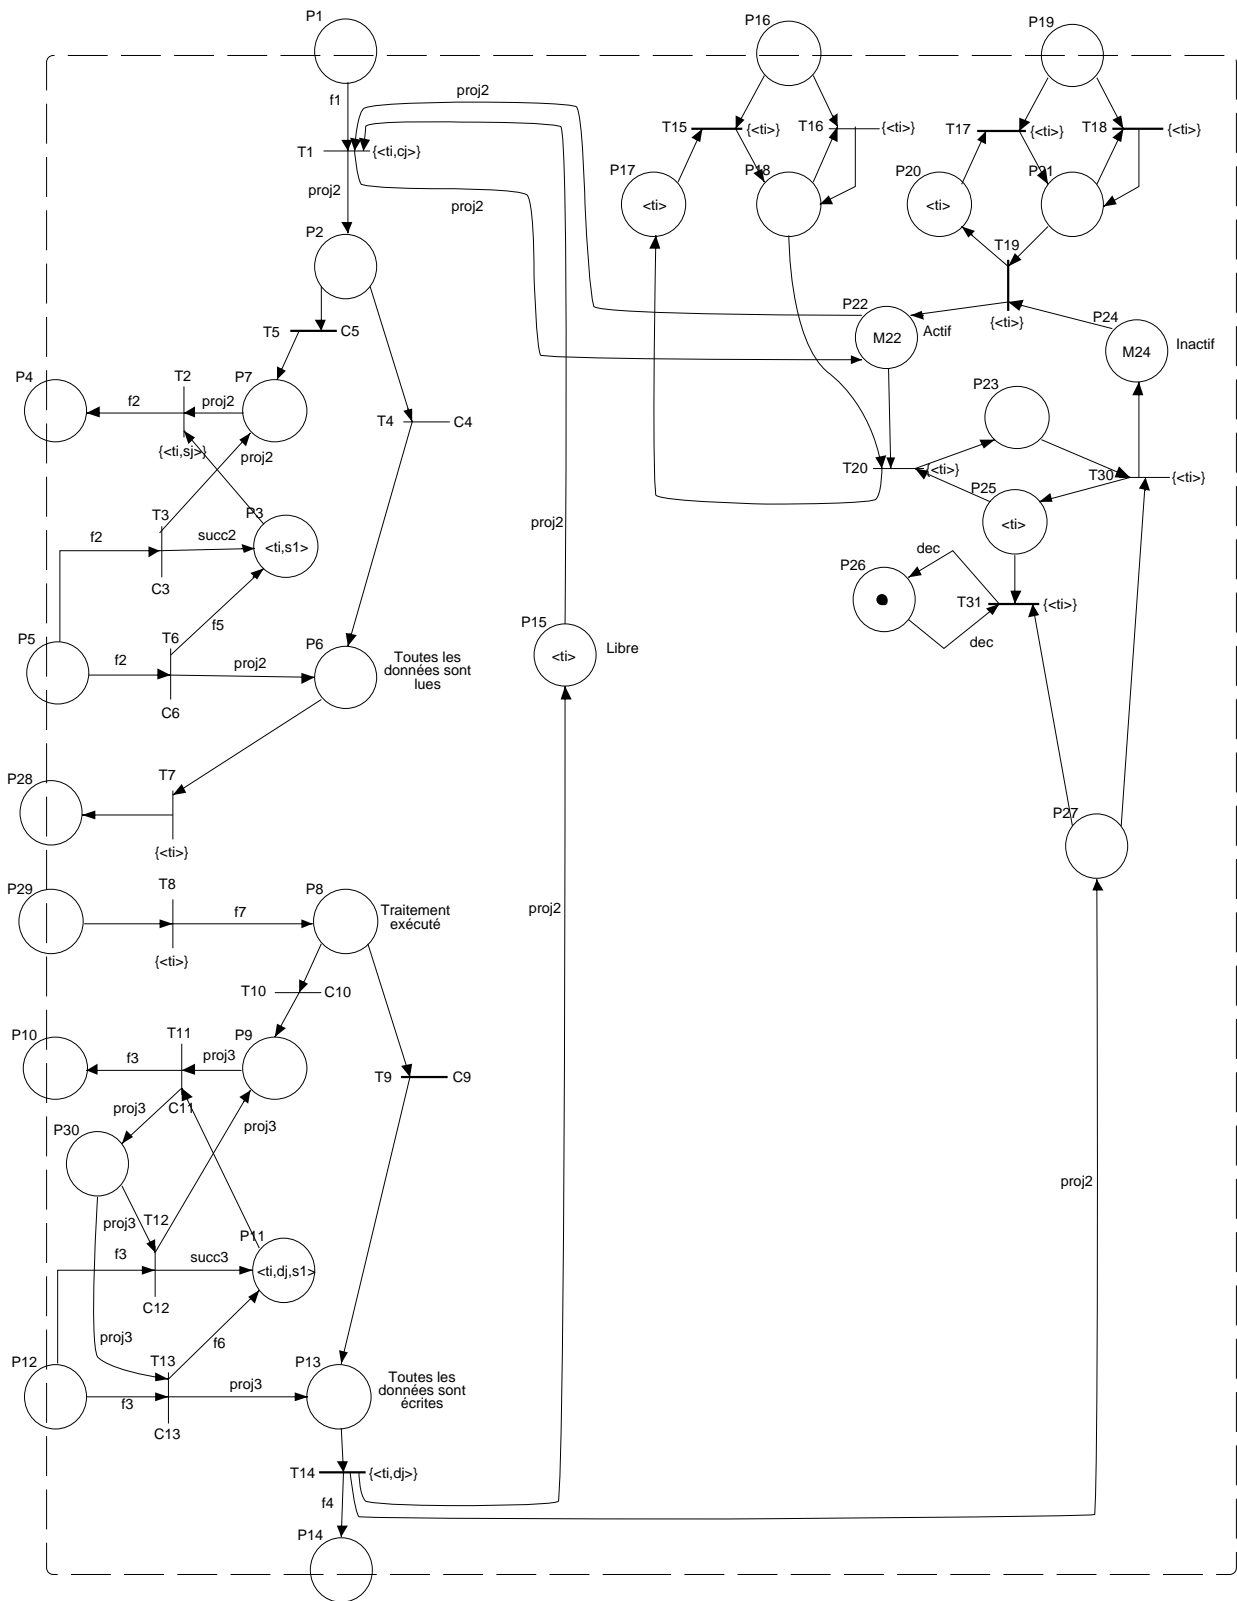 P1
P16
P19
f1
proj2
T15
{<ti>}
T16
{<ti>}
T17
{<ti>}
T18
{<ti>}
T1
{<ti,cj>}
proj2
proj2
P17
P18
P20
P21
<ti>
<ti>
P2
T19
T5
C5
P22
M22
Actif
{<ti>}
P24
M24
Inactif
P4
T2
P7
f2
proj2
T4
C4
P23
{<ti,sj>}
proj2
T20
{<ti>}
T30
{<ti>}
P25
<ti>
T3
P3
f2
succ2
<ti,s1>
proj2
C3
dec
P26
T31
{<ti>}
dec
f5
P5
T6
P6
P15
f2
proj2
Toutes les
données sont
lues
<ti>
Libre
C6
P28
T7
{<ti>}
P27
P29
T8
P8
f7
Traitement
exécuté
proj2
{<ti>}
T10
C10
P10
T11
P9
f3
proj3
T9
C9
C11
proj3
proj3
P30
proj3
T12
P11
proj2
f3
succ3
<ti,dj,s1>
C12
proj3
f6
P12
T13
P13
f3
proj3
Toutes les
données sont
écrites
C13
T14
{<ti,dj>}
f4
P14